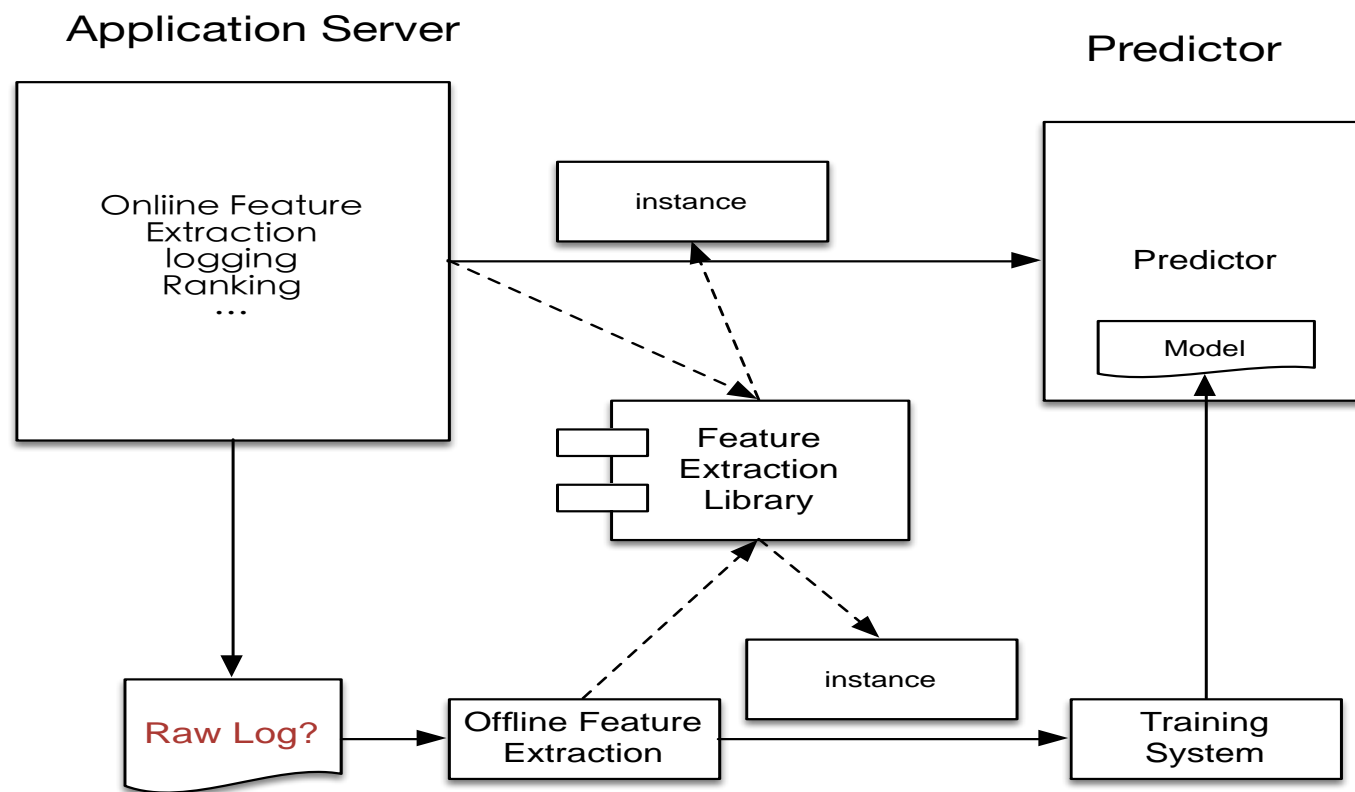 Application Server
Predictor
Onliine Feature
Extraction
logging
Ranking
...
instance
Predictor
Model
Feature
Extraction
Library
instance
Raw Log?
Offline Feature
Extraction
Training
System